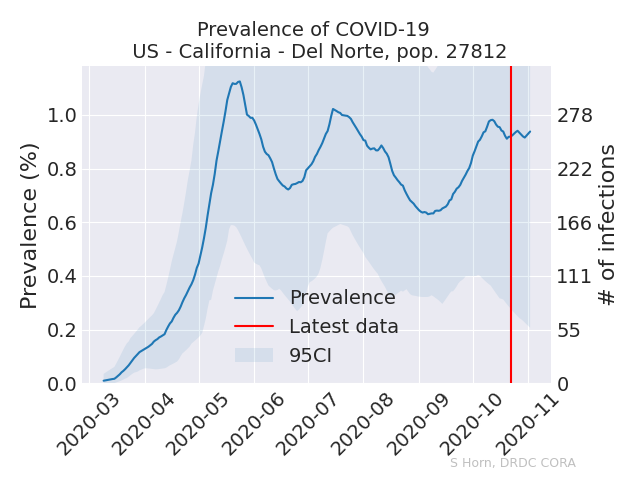 Prevalence of COVID-19
US - California - Del Norte, pop. 27812
Prevalence (%)
1.0
0.8
0.6
0.4
0.2
0.0
278
222
166
111
55
0
# of infections
Prevalence
Latest data
95CI
2020-03
2020-04
2020-05
2020-06
2020-07
2020-08
2020-09
2020-10
2020-11
S Horn, DRDC CORA